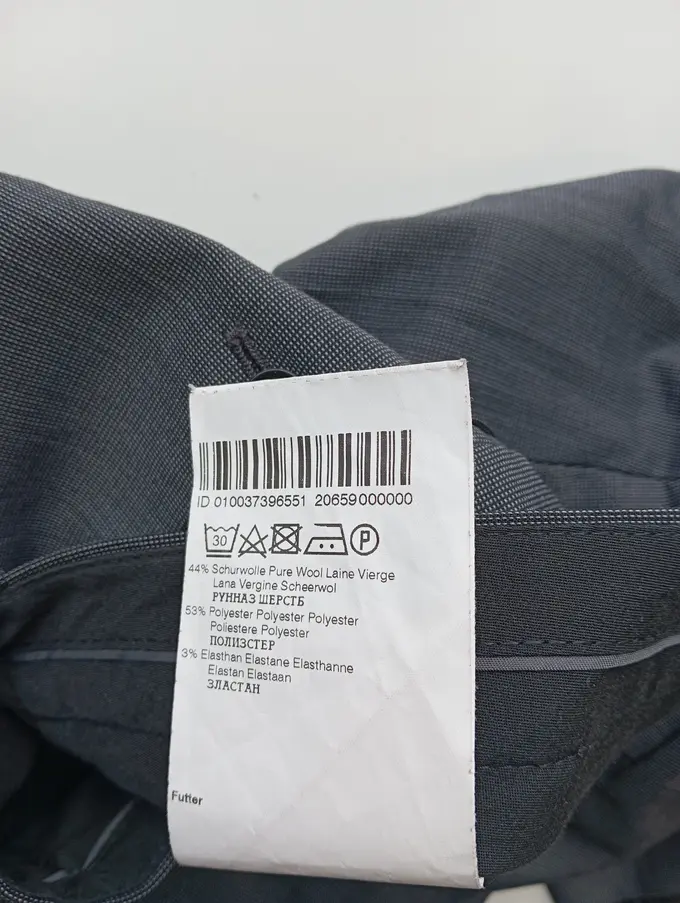 ID 010037396551 20659000000
30 P
44% Schurwolle Pure Wool Laine Vierge
Lana Vergine Scheerwol
РУННАЗ ШЕРСТБ
53% Polyester Polyester Polyester
Poliestere Polyester
ПОЛИЗСТЕР
3% Elasthan Elastane Elasthanne
Elastan Elastaan
ЗЛАСТАН
Futter